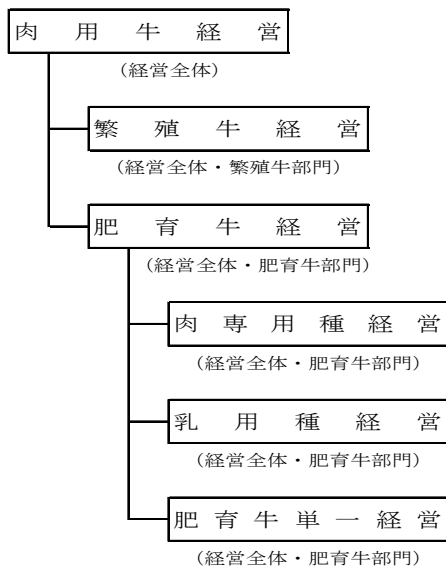 肉用牛経営
(経営全体)
繁殖牛経営
(経営全体・繁殖牛部門)
肥育牛経営
(経営全体・肥育牛部門)
肉専用種経営
(経営全体・肥育牛部門)
乳用種経営
(経営全体・肥育牛部門)
肥育牛単一経営
(経営全体・肥育牛部門)